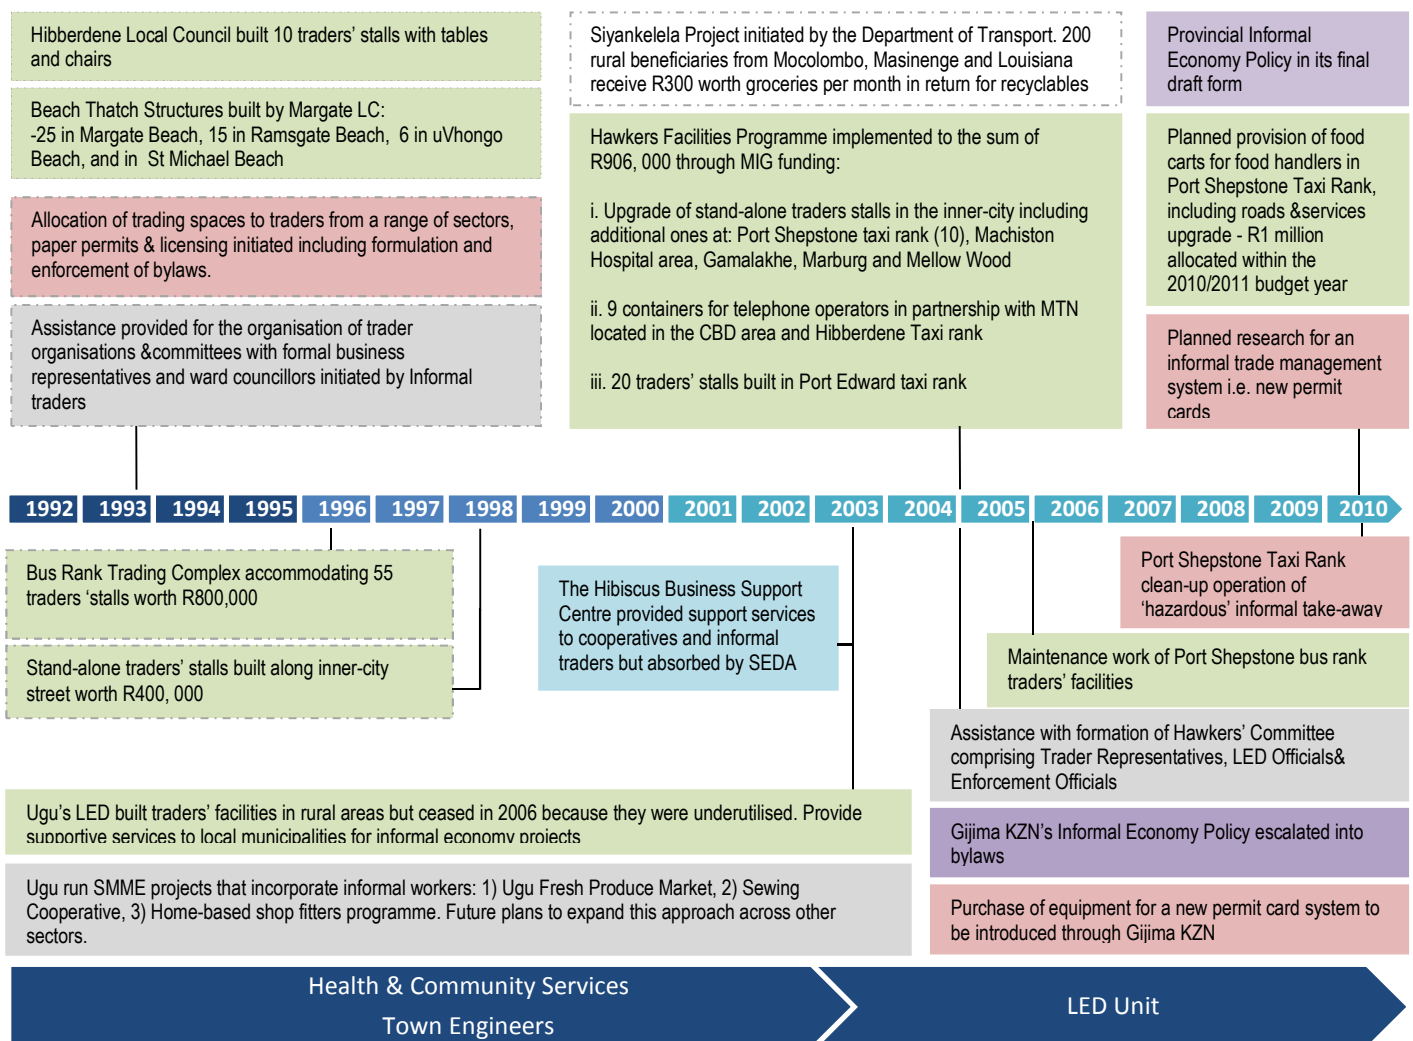 Hibberdene Local Council built 10 traders' stalls with tables
and chairs
Beach Thatch Structures built by Margate LC:
-25 in Margate Beach, 15 in Ramsgate Beach,  6 in uVhongo
Beach, and in  St Michael Beach
Allocation of trading spaces to traders from a range of sectors,
paper permits & licensing initiated including formulation and
enforcement of bylaws.
Assistance provided for the organisation of trader
organisations &committees with formal business
representatives and ward councillors initiated by Informal
traders
Siyankelela Project initiated by the Department of Transport. 200
rural beneficiaries from Mocolombo, Masinenge and Louisiana
receive R300 worth groceries per month in return for recyclables
Hawkers Facilities Programme implemented to the sum of
R906, 000 through MIG funding:
i. Upgrade of stand-alone traders stalls in the inner-city including
additional ones at: Port Shepstone taxi rank (10), Machiston
Hospital area, Gamalakhe, Marburg and Mellow Wood
ii. 9 containers for telephone operators in partnership with MTN
located in the CBD area and Hibberdene Taxi rank
iii. 20 traders' stalls built in Port Edward taxi rank
Provincial Informal
Economy Policy in its final
draft form
Planned provision of food
carts for food handlers in
Port Shepstone Taxi Rank,
including roads &services
upgrade - R1 million
allocated within the
2010/2011 budget year
Planned research for an
informal trade management
system i.e. new permit
cards
1992 1993 1994 1995 1996 1997 1998 1999 2000 2001 2002 2003 2004 2005 2006 2007 2008 2009 2010
Bus Rank Trading Complex accommodating 55
traders 'stalls worth R800,000
Stand-alone traders' stalls built along inner-city
street worth R400, 000
The Hibiscus Business Support
Centre provided support services
to cooperatives and informal
traders but absorbed by SEDA
Port Shepstone Taxi Rank
clean-up operation of
'hazardous' informal take-away
Maintenance work of Port Shepstone bus rank
traders' facilities
Assistance with formation of Hawkers' Committee
comprising Trader Representatives, LED Officials&
Enforcement Officials
Gijima KZN's Informal Economy Policy escalated into
bylaws
Purchase of equipment for a new permit card system to
be introduced through Gijima KZN
Ugu's LED built traders' facilities in rural areas but ceased in 2006 because they were underutilised. Provide
supportive services to local municipalities for informal economy projects
Ugu run SMME projects that incorporate informal workers: 1) Ugu Fresh Produce Market, 2) Sewing
Cooperative, 3) Home-based shop fitters programme. Future plans to expand this approach across other
sectors.
Health & Community Services
Town Engineers
LED Unit